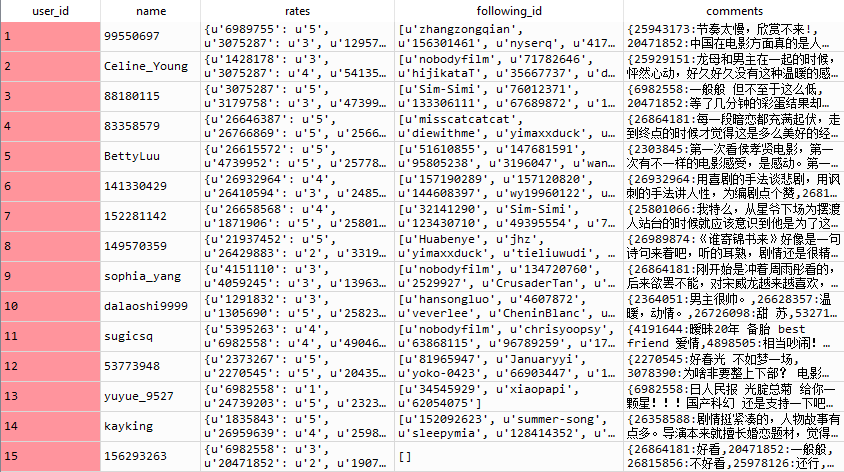 user_id name rates following_id comments
1 99550697 {u'6989755': u'5', [u'zhangzongqian', {25943173:节奏太慢，欣赏不来!,
u'3075287': u'3', u'12957… u'156301461', u'nyserq', u'417… 20471852:中国在电影方面真的是人…
2 Celine_Young {u'1428178': u'3', [u'nobodyfilm', u'71782646', {25929151:龙母和男主在一起的时候，
u'3075287': u'4', u'54135… u'hijikataT', u'35667737', u'd… 怦然心动，好久好久没有这种温暖的感…
3 88180115 {u'3075287': u'5', [u'Sim-Simi', u'76012371', {6982558:一般般 但不至于这么低,
u'3179758': u'3', u'47399… u'133306111', u'67689872', u'1… 20471852:等了几分钟的彩蛋结果却…
4 83358579 {u'26646387': u'5', [u'misscatcatcat', {26864181:每一段暗恋都充满起伏，走
u'26766869': u'5', u'2566… u'diewithme', u'yimaxxduck', u… 到终点的时候才觉得这是多么美好的经…
5 BettyLuu {u'26615572': u'5', [u'51610855', u'147681591', {2303845:第一次看侯孝贤电影，第一
u'4739952': u'5', u'25778… u'95805238', u'3196047', u'wan… 次有不一样的电影感受，是感动。第一…
6 141330429 {u'26932964': u'4', [u'157190289', u'157120820', {26932964:用喜剧的手法谈悲剧，用讽
u'26410594': u'3', u'2485… u'144608397', u'wy19960122', u… 刺的手法讲人性，为编剧点个赞,2681…
7 152281142 {u'26658568': u'4', [u'32141290', u'Sim-Simi', {25801066:我特么，从星爷下场为摆渡
u'1871906': u'5', u'25801… u'123430710', u'49395554', u'7… 人站台的时候就应该意识到他是为了这…
8 149570359 {u'21937452': u'5', [u'Huabenye', u'jhz', {26989874:《谁寄锦书来》好像是一句
u'26429883': u'2', u'3319… u'yimaxxduck', u'tieliuwudi', … 诗句来着吧，听的耳熟，剧情还是很精…
9 sophia_yang {u'4151110': u'3', [u'nobodyfilm', u'134720760', {26864181:刚开始是冲着周雨彤看的，
u'4059245': u'3', u'13963… u'2529927', u'CrusaderTan', u'… 后来欲罢不能，对宋威龙越来越喜欢，…
10 dalaoshi9999 {u'1291832': u'3', [u'hansongluo', u'4607872', {2364051:男主很帅。,26628357:温
u'1305690': u'5', u'25823… u'veverlee', u'CheninBlanc', u… 暖，动情。,26726098:甜 苏,53271…
11 sugicsq {u'5395263': u'4', [u'nobodyfilm', u'chrisyoopsy', {4191644:暧昧20年 备胎 best
u'6982558': u'4', u'49046… u'63868115', u'96789259', u'17… friend 爱情,4898505:相当吵闹! …
12 53773948 {u'2373267': u'5', [u'81965947', u'Januaryyi', {2270545:好春光 不如梦一场,
u'2270545': u'5', u'20435… u'yoko-0423', u'66903447', u'1… 3078390:为啥非要整上下部？ 电影…
13 yuyue_9527 {u'6982558': u'1', [u'34545929', u'xiaopapi', {6982558:日人民报 光腚总菊 给你一
u'24739203': u'5', u'2323… u'62054075'] 颗星！！！国产科幻 还是支持一下吧…
14 kayking {u'1835843': u'5', [u'152092623', u'summer-song', {26358588:剧情挺紧凑的，人物故事有
u'26959639': u'4', u'2598… u'sleepymia', u'128414352', u'… 点多。导演本来就擅长婚恋题材，觉得…
15 156293263 {u'6982558': u'3', [] {26864181:好看,20471852:一般般,
u'20471852': u'2', u'1907… 26815856:不好看,25978126:还行,…